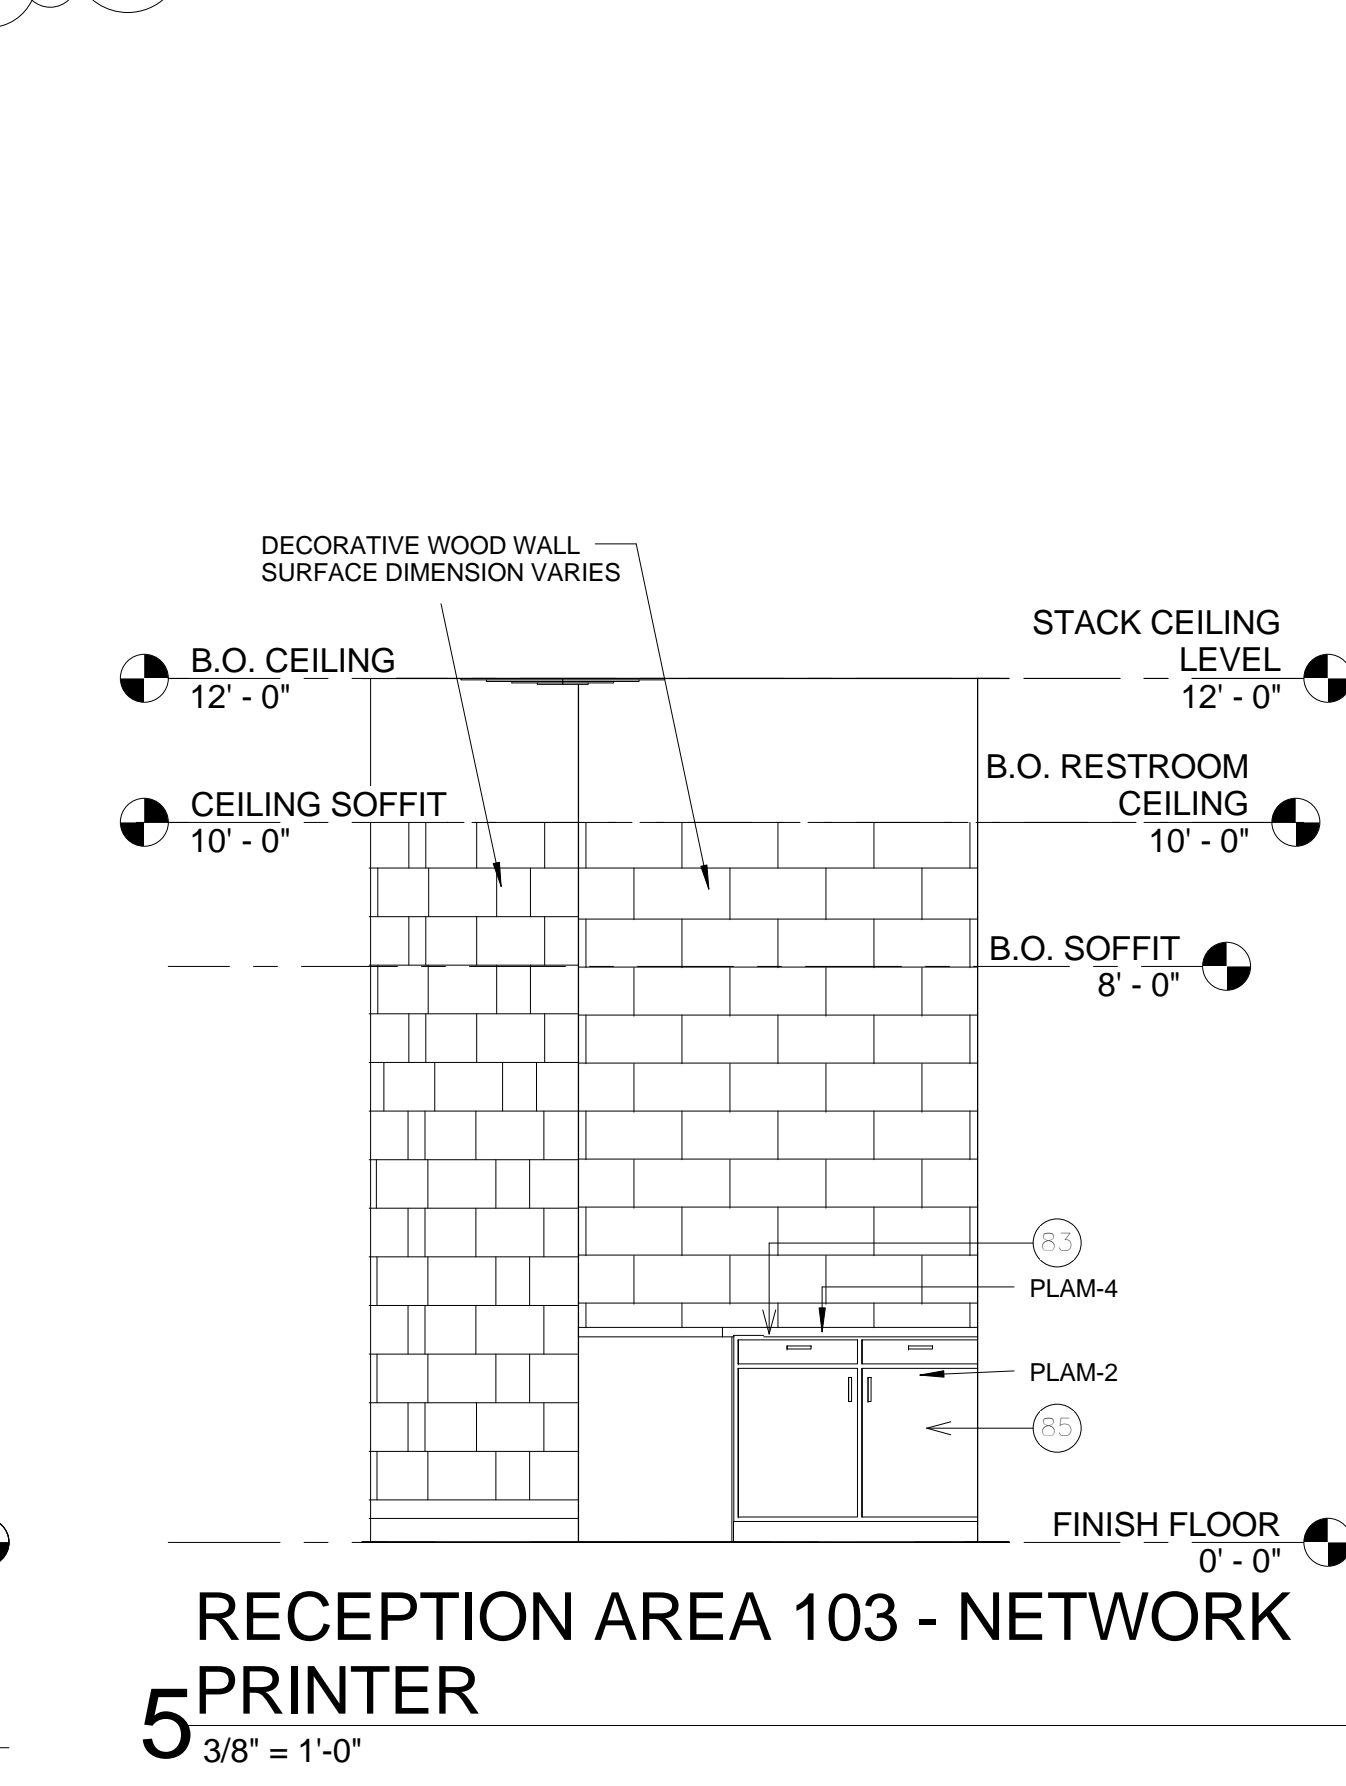 DECORATIVE WOOD WALL
SURFACE DIMENSION VARIES
STACK CEILING
LEVEL
12' - 0"
B.O. CEILING
12' - 0"
B.O. RESTROOM
CEILING
10' - 0"
CEILING SOFFIT
10' - 0"
B.O. SOFFIT
8' - 0"
83
PLAM-4
PLAM-2
85
FINISH FLOOR
0' - 0"
RECEPTION AREA 103 - NETWORK
PRINTER
5
3/8" = 1'-0"